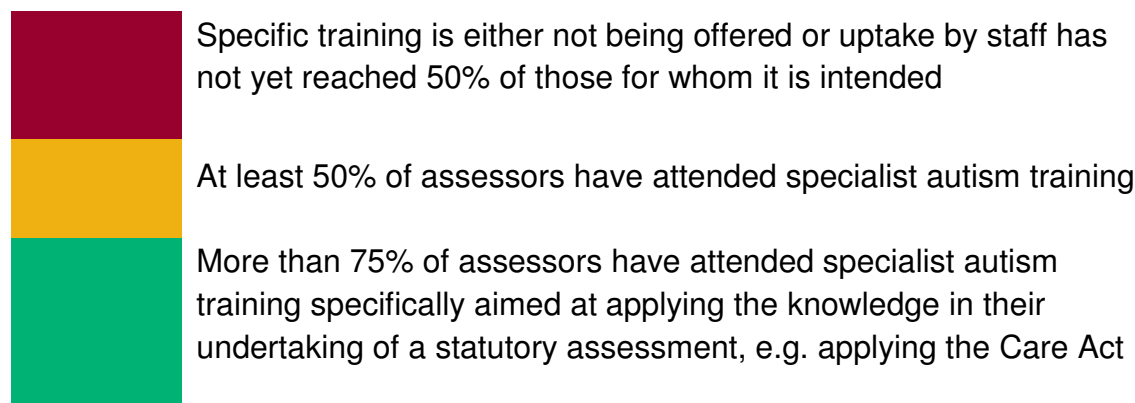 Specific training is either not being offered or uptake by staff has
not yet reached 50% of those for whom it is intended
At least 50% of assessors have attended specialist autism training
More than 75% of assessors have attended specialist autism
training specifically aimed at applying the knowledge in their
undertaking of a statutory assessment, e.g. applying the Care Act